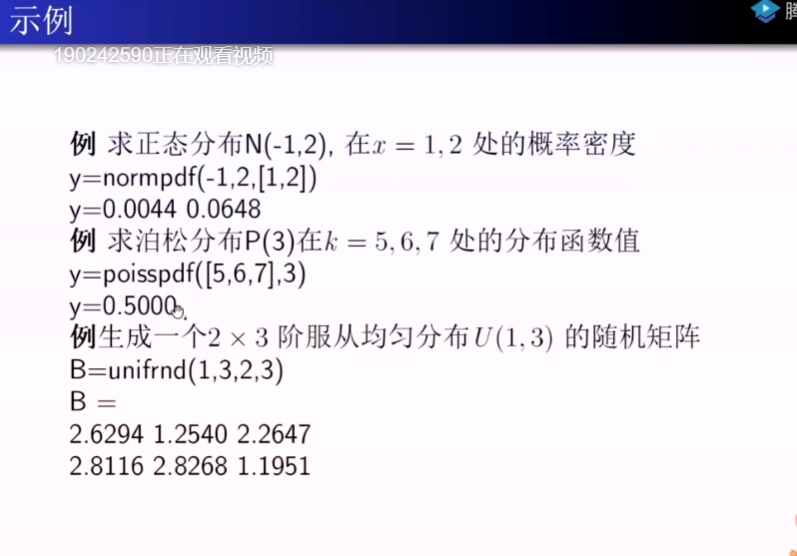 示例
腾
190242590正在观看视频
例 求正态分布N(-1,2), 在x = 1, 2 处的概率密度
y=normpdf(-1,2,[1,2])
y=0.0044 0.0648
例 求泊松分布P(3)在k = 5, 6, 7 处的分布函数值
y=poisspdf([5,6,7],3)
y=0.5000
例生成一个2 × 3 阶服从均匀分布U(1, 3) 的随机矩阵
B=unifrnd(1,3,2,3)
B =
2.6294 1.2540 2.2647
2.8116 2.8268 1.1951